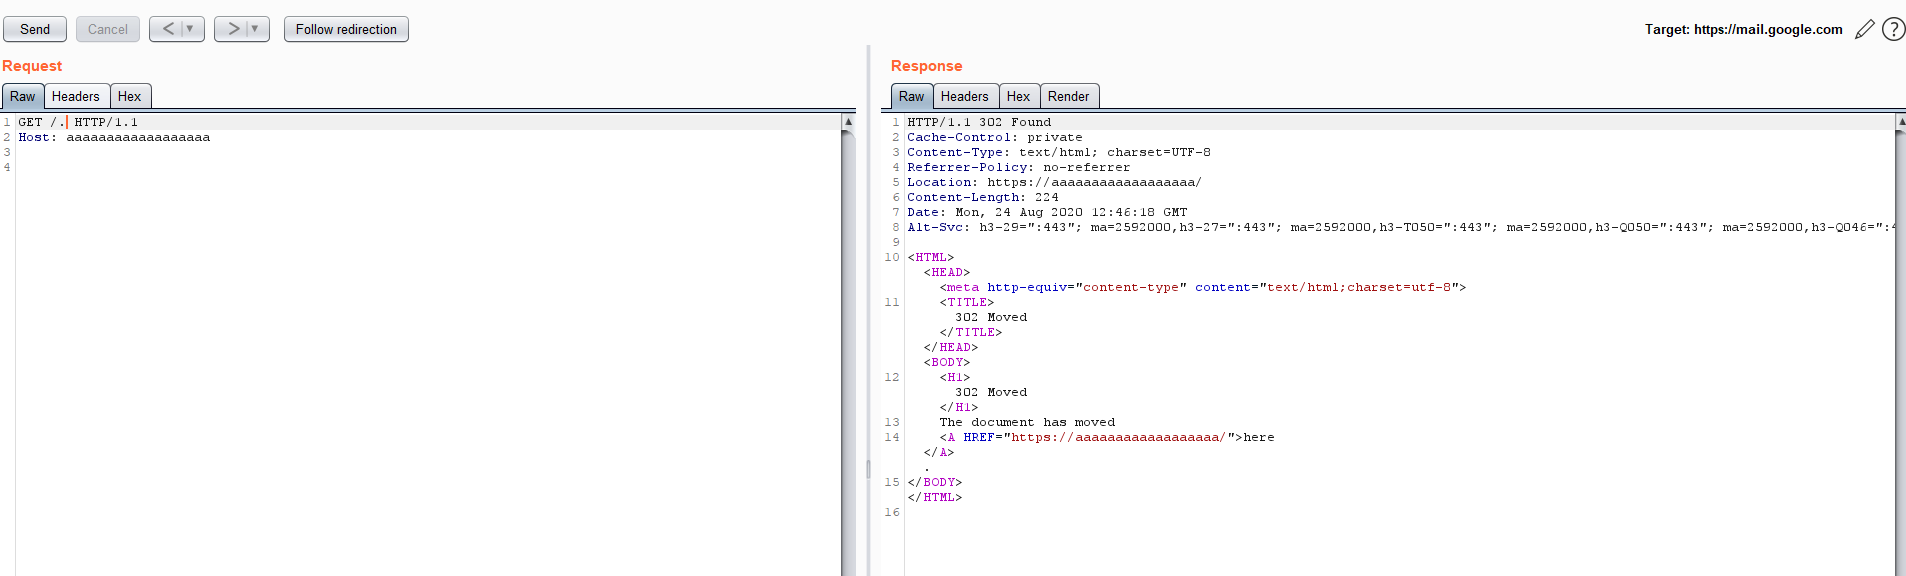 Send Cancel < > Follow redirection Target: https://mail.google.com ?
Request
Raw Headers Hex
1 GET /. HTTP/1.1
2 Host: aaaaaaaaaaaaaaaaaa
3
4
Response
Raw Headers Hex Render
1 HTTP/1.1 302 Found
2 Cache-Control: private
3 Content-Type: text/html; charset=UTF-8
4 Referrer-Policy: no-referrer
5 Location: https://aaaaaaaaaaaaaaaaaa/
6 Content-Length: 224
7 Date: Mon, 24 Aug 2020 12:46:18 GMT
8 Alt-Svc: h3-29=":443"; ma=2592000,h3-27=":443"; ma=2592000,h3-T050=":443"; ma=2592000,h3-Q050=":443"; ma=2592000,h3-Q046=":4
9
10 <HTML>
<HEAD>
<meta http-equiv="content-type" content="text/html;charset=utf-8">
11 <TITLE>
302 Moved
</TITLE>
</HEAD>
<BODY>
12 <H1>
302 Moved
</H1>
13 The document has moved
14 <A HREF="https://aaaaaaaaaaaaaaaaaa/">here
</A>
.
15 </BODY>
</HTML>
16